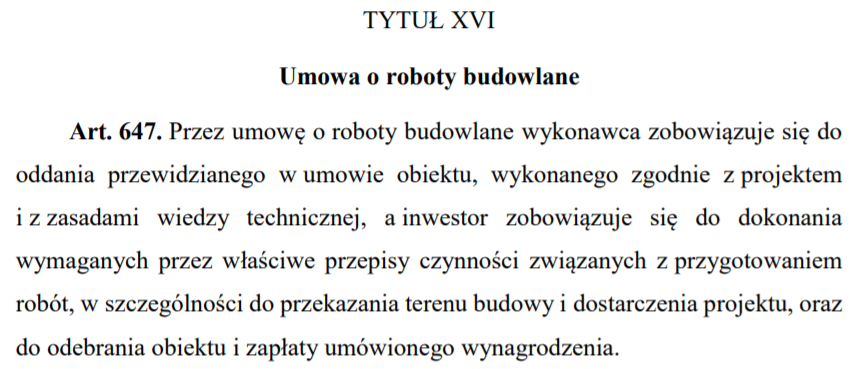 TYTUŁ XVI
Umowa o roboty budowlane
Art. 647. Przez umowę o roboty budowlane wykonawca zobowiązuje się do
oddania przewidzianego w umowie obiektu, wykonanego zgodnie z projektem
i z zasadami wiedzy technicznej, a inwestor zobowiązuje się do dokonania
wymaganych przez właściwe przepisy czynności związanych z przygotowaniem
robót, w szczególności do przekazania terenu budowy i dostarczenia projektu, oraz
do odebrania obiektu i zapłaty umówionego wynagrodzenia.